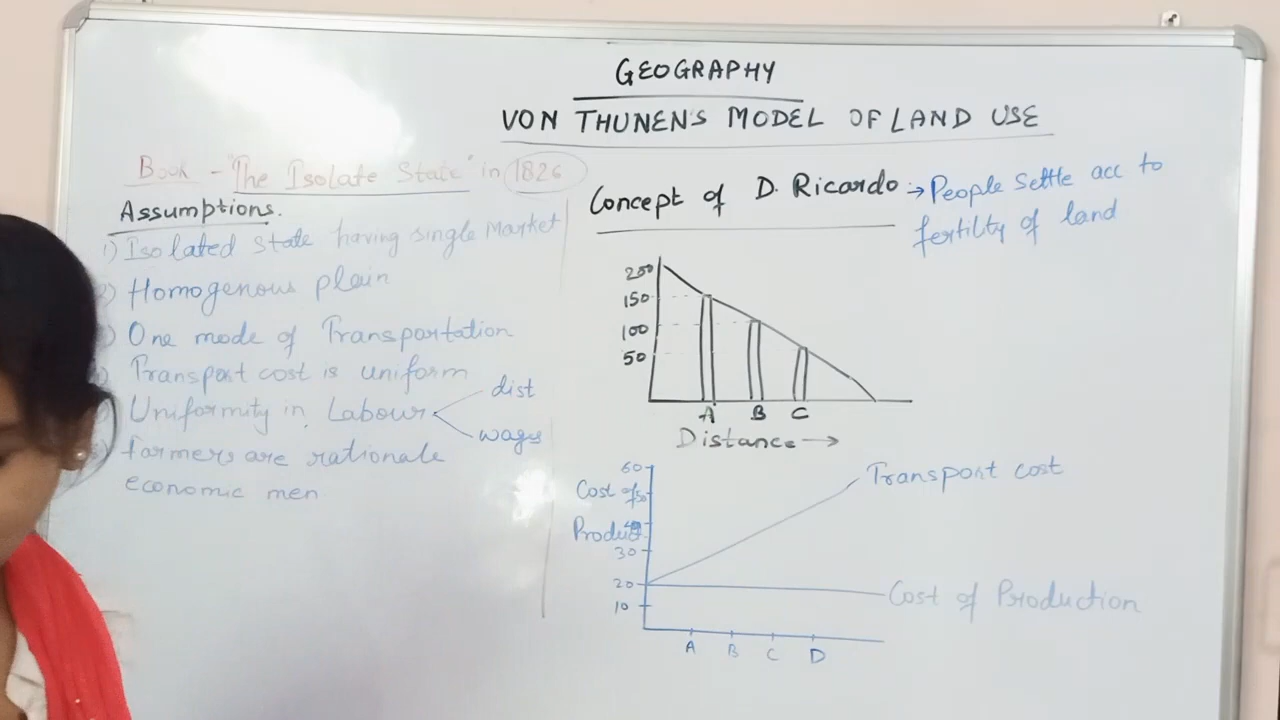 GEOGRAPHY
VON THUNEN'S MODEL OF LAND USE
Book - "The Isolate State" in 1826
Assumptions.
1) Isolated state having single Market
2) Homogenous plain
) One mode of Transportation
) Transport cost is uniform
) Uniformity in Labour
dist
wages
) farmers are rationale
economic men
Concept of D. Ricardo → People settle acc to
fertility of land
200
150
100
50
A B C
Distance →
60
50
40
30
20
10
Cost of
Product
Transport cost
Cost of Production
A B C D